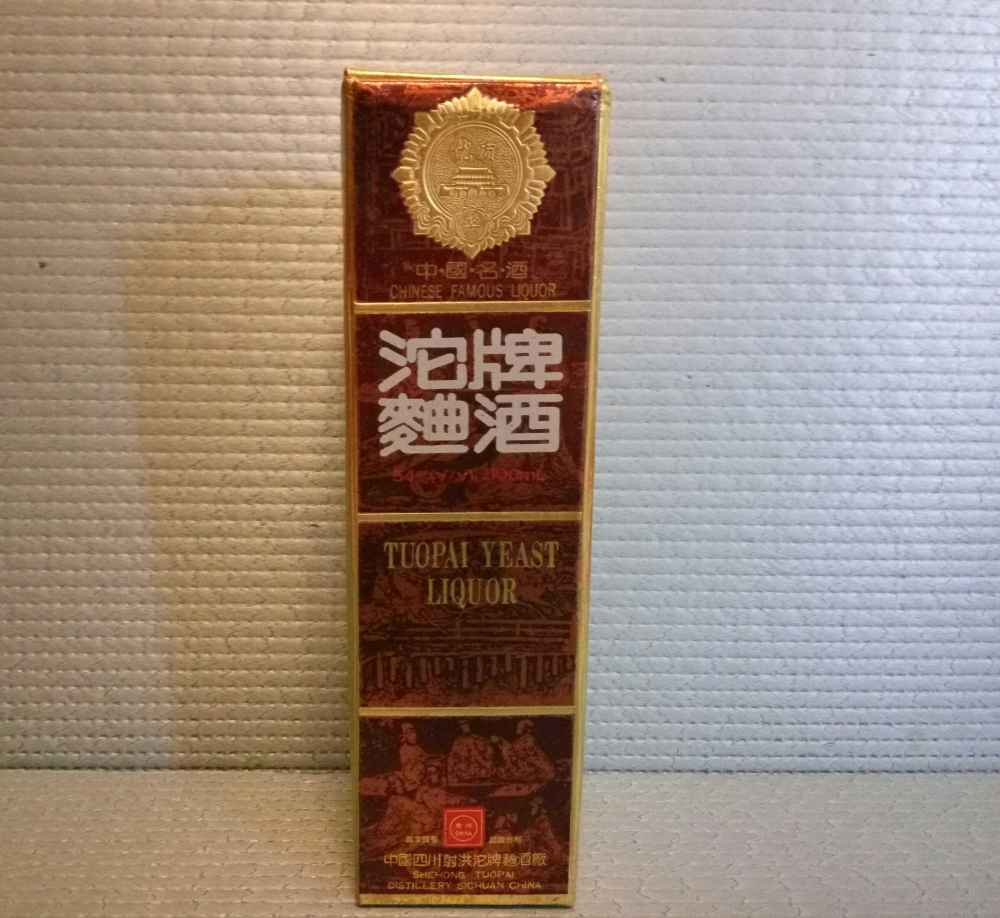 中·國·名·酒
CHINESE FAMOUS LIQUOR
沱牌
麯酒
TUOPAI YEAST
LIQUOR
中國四川射洪沱牌麯酒廠
SHEHONG TUOPAI
DISTILLERY SICHUAN CHINA